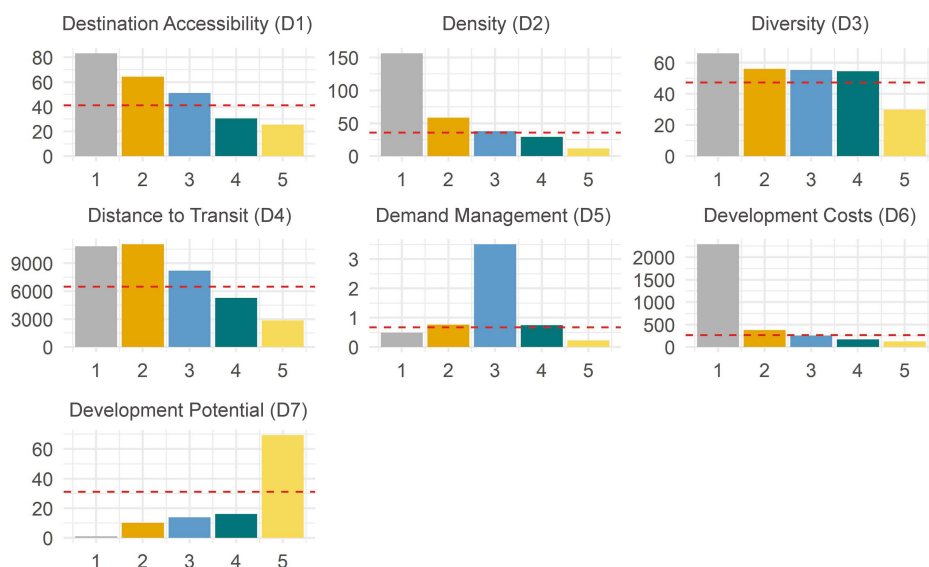 Destination Accessibility (D1)
80
60
40
20
0
1 2 3 4 5
Density (D2)
150
100
50
0
1 2 3 4 5
Diversity (D3)
60
40
20
0
1 2 3 4 5
Distance to Transit (D4)
9000
6000
3000
0
1 2 3 4 5
Demand Management (D5)
3
2
1
0
1 2 3 4 5
Development Costs (D6)
2000
1500
1000
500
0
1 2 3 4 5
Development Potential (D7)
60
40
20
0
1 2 3 4 5